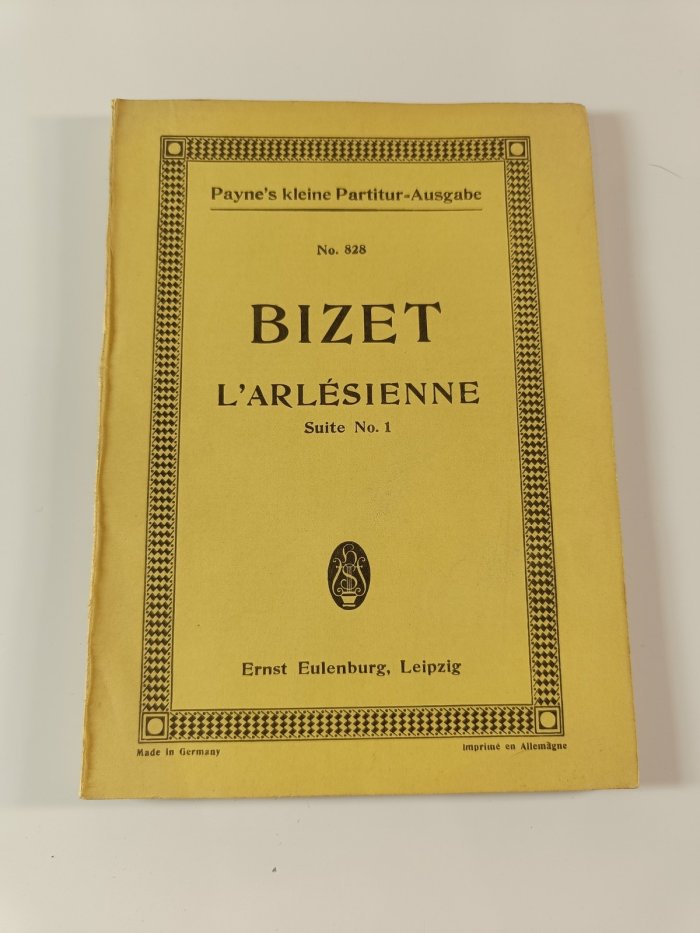 Payne's kleine Partitur-Ausgabe
No. 828
BIZET
L'ARLÉSIENNE
Suite No. 1
Ernst Eulenburg, Leipzig
Made in Germany
Imprimé en Allemagne